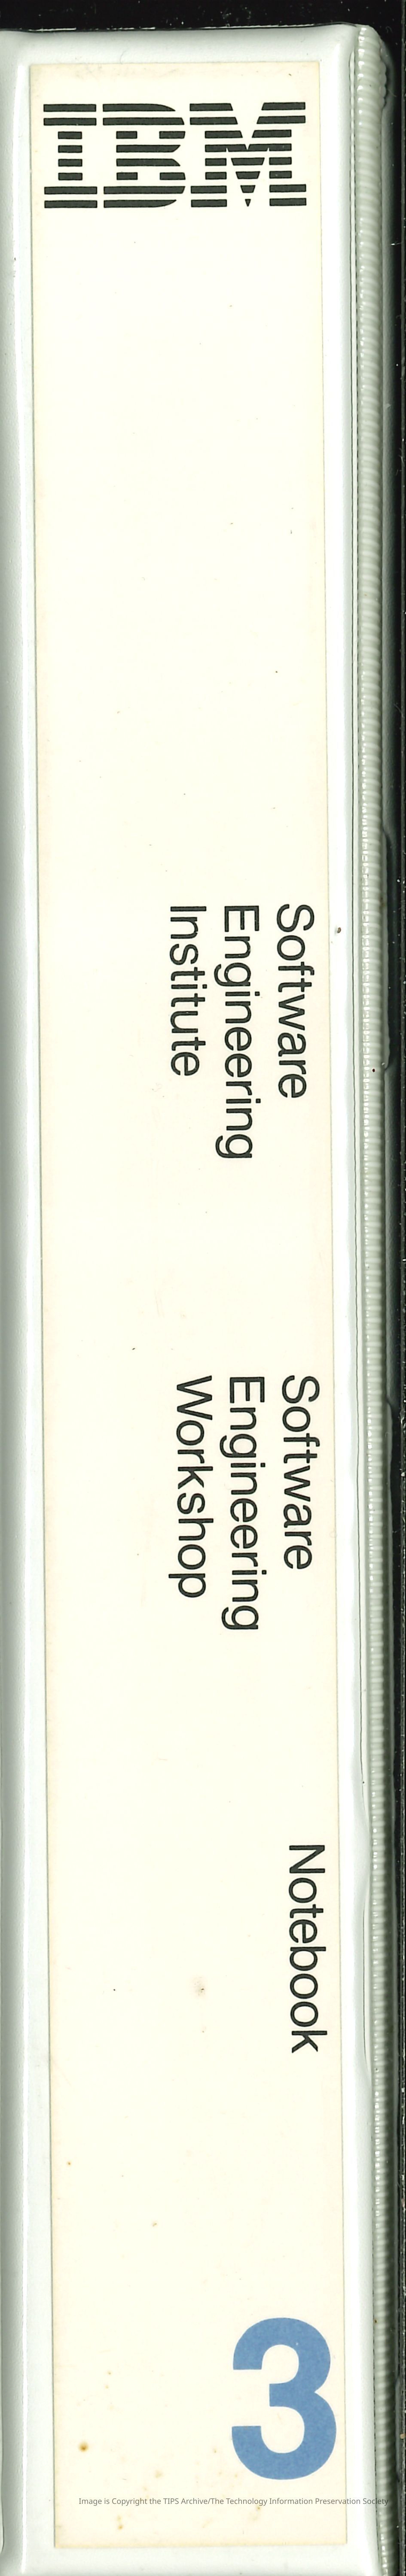 IBM
Software
Engineering
Institute
Software
Engineering
Workshop
Notebook
3
Image is Copyright the TIPS Archive/The Technology Information Preservation Society